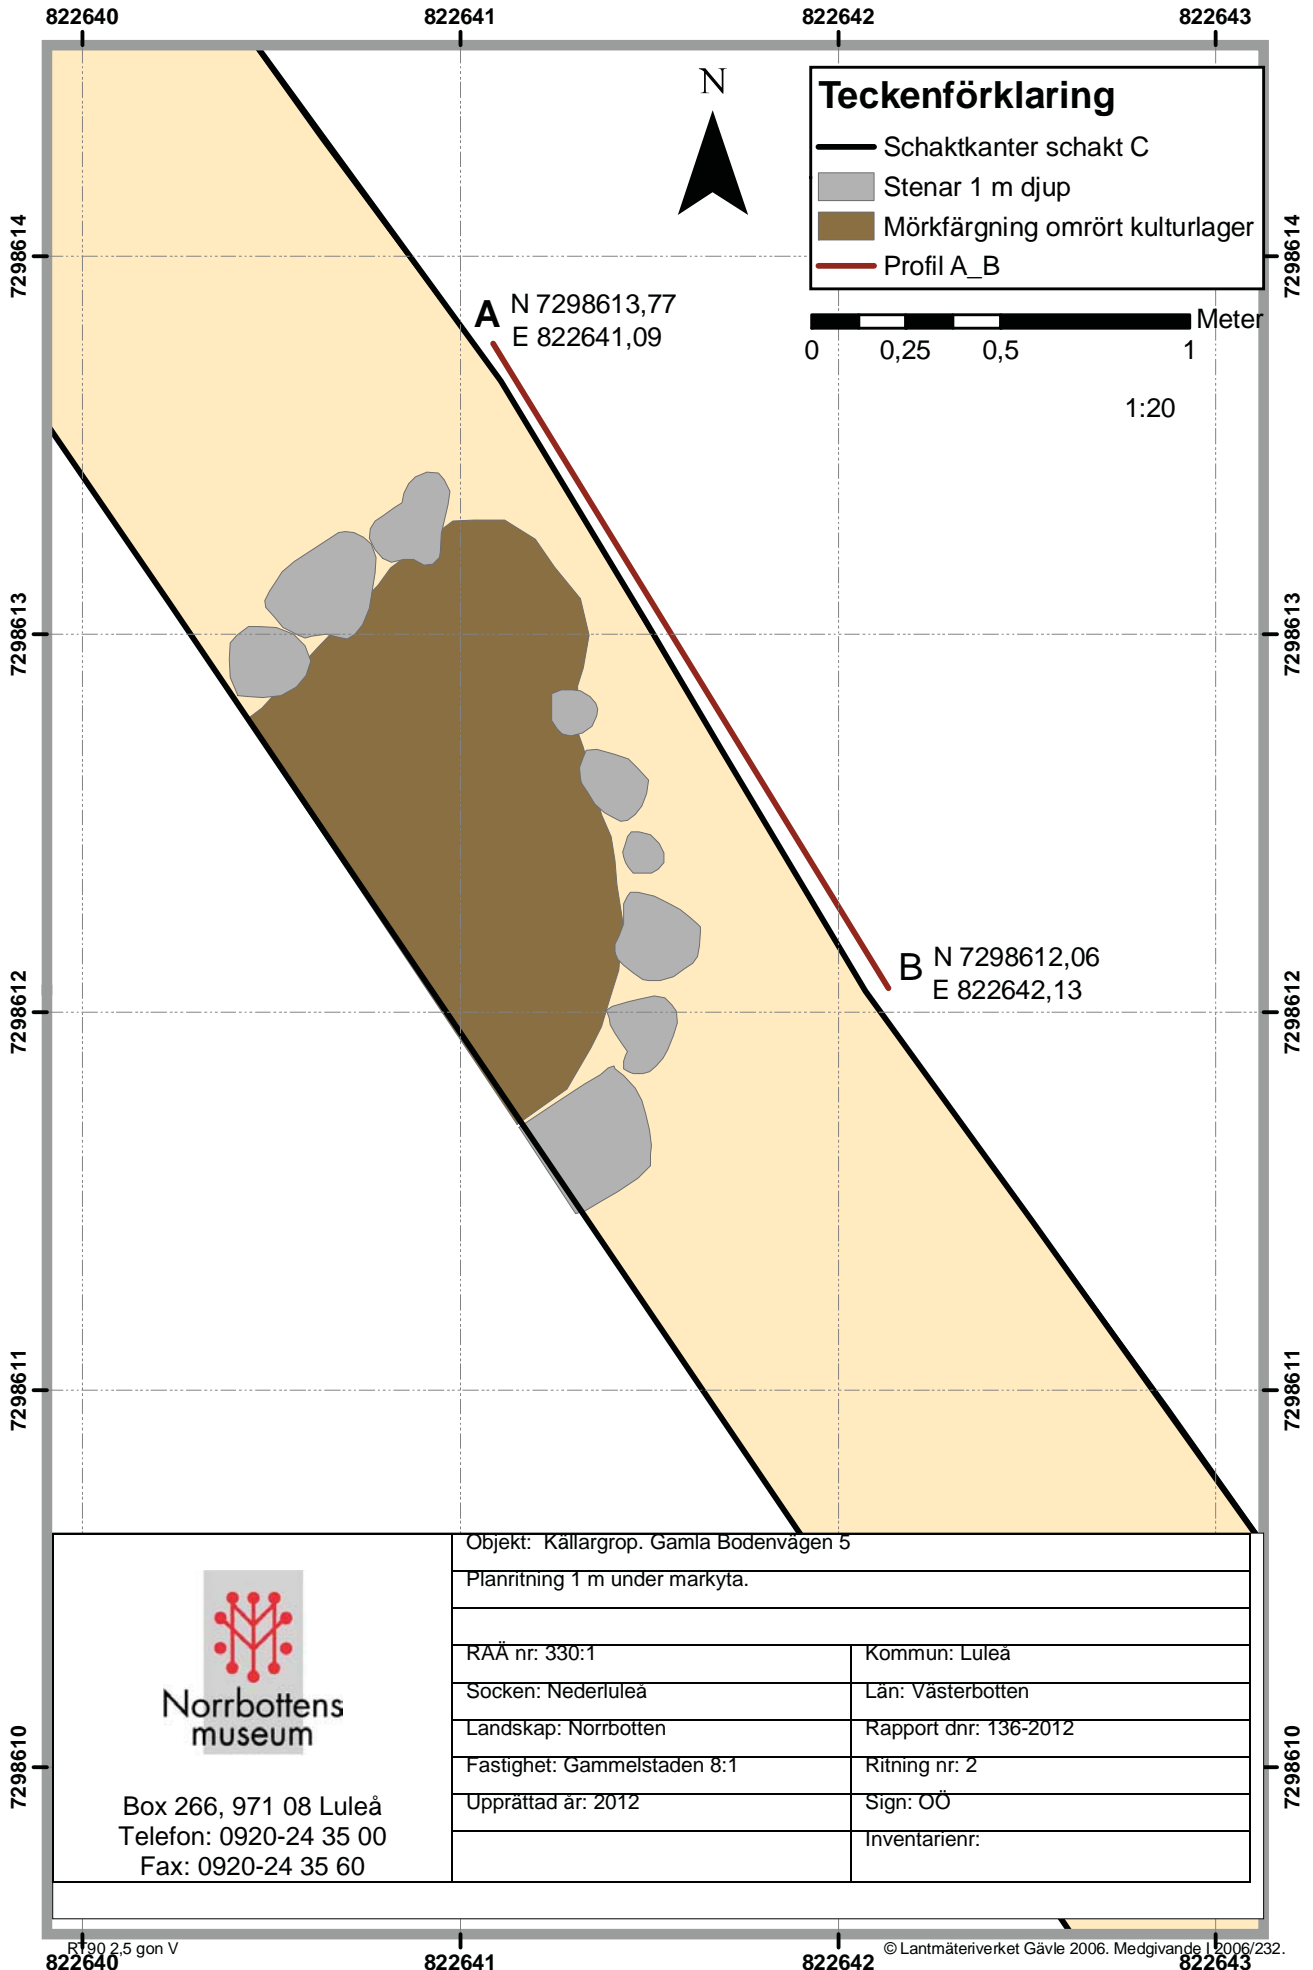 822640 822641 822642 822643
N
Teckenförklaring
Schaktkanter schakt C
Stenar 1 m djup
Mörkfärgning omrört kulturlager
Profil A_B
7298614 7298614
A N 7298613,77
E 822641,09
Meter
0 0,25 0,5 1
1:20
7298613 7298613
B N 7298612,06
E 822642,13
7298612 7298612
7298611 7298611
Objekt: Källargrop. Gamla Bodenvägen 5
Planritning 1 m under markyta.
RAÄ nr: 330:1 Kommun: Luleå
Socken: Nederluleå Län: Västerbotten
Landskap: Norrbotten Rapport dnr: 136-2012
Fastighet: Gammelstaden 8:1 Ritning nr: 2
Upprättad år: 2012 Sign: OÖ
Inventarienr:
Norrbottens
museum
Box 266, 971 08 Luleå
Telefon: 0920-24 35 00
Fax: 0920-24 35 60
7298610 7298610
RT90 2,5 gon V © Lantmäteriverket Gävle 2006. Medgivande I 2006/232.
822640 822641 822642 822643